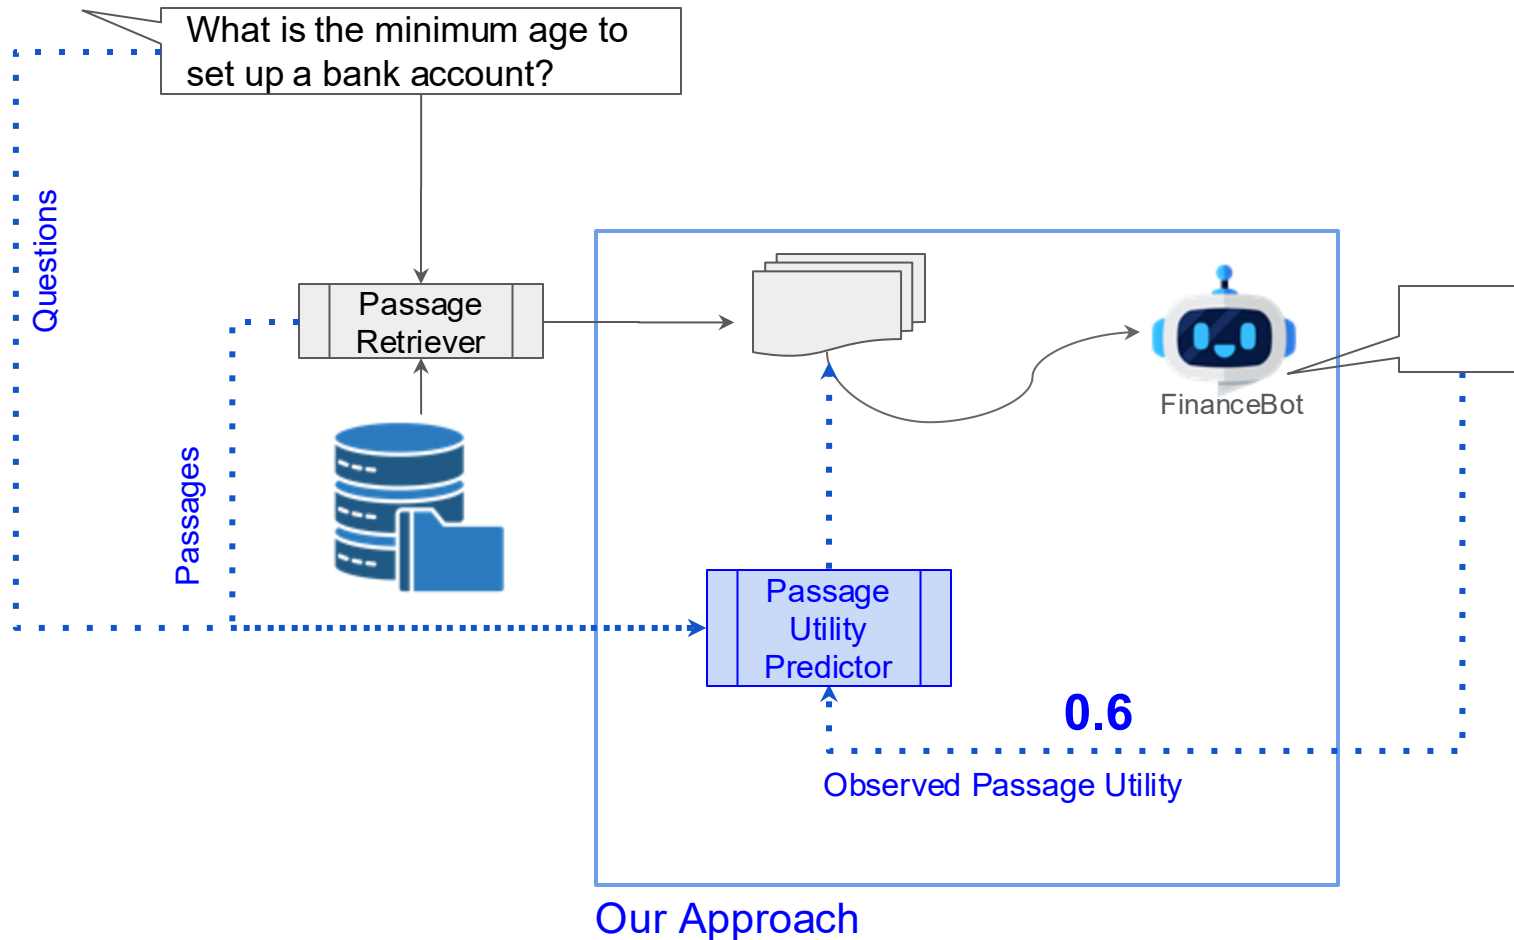 What is the minimum age to
set up a bank account?
Questions
Passage
Retriever
FinanceBot
Passages
Passage
Utility
Predictor
0.6
Observed Passage Utility
Our Approach